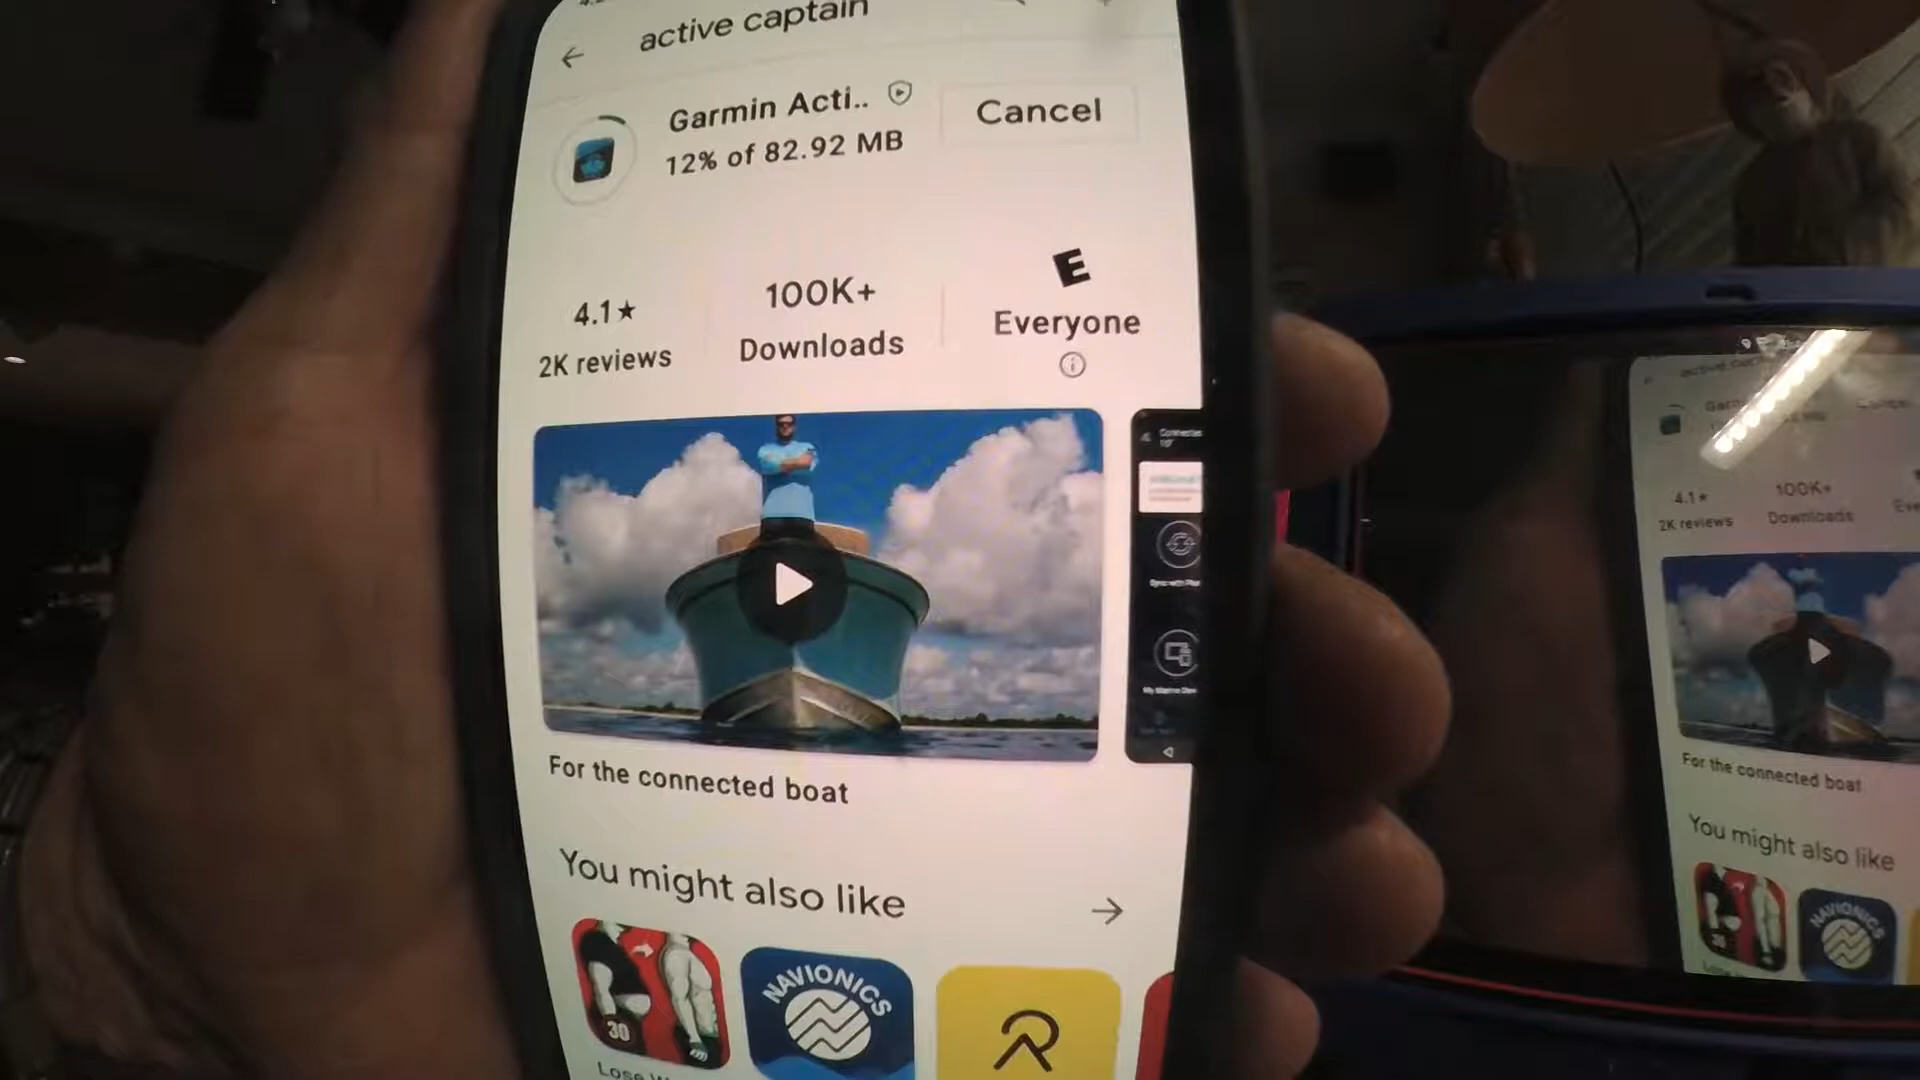 active captain
Garmin Acti..
12% of 82.92 MB
Cancel
4.1★
2K reviews
100K+
Downloads
E
Everyone
For the connected boat
You might also like
30
NAVIONICS
Lose
4.1★
2K reviews
100K+
Downloads
For the connected boat
You might also like
NAVIONICS